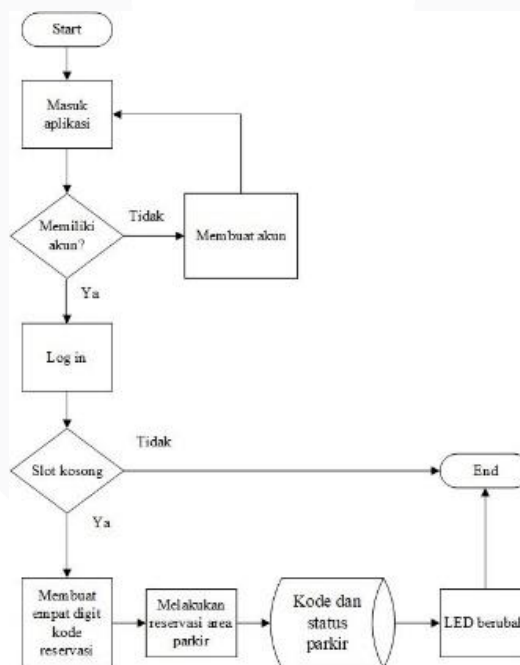 Start
Masuk
aplikasi
Memiliki
akun?
Tidak
Membuat akun
Ya
Log in
Slot kosong
Tidak
End
Ya
Membuat
empat digit
kode
reservasi
Melakukan
reservasi area
parkir
Kode dan
status
parkir
LED berubah